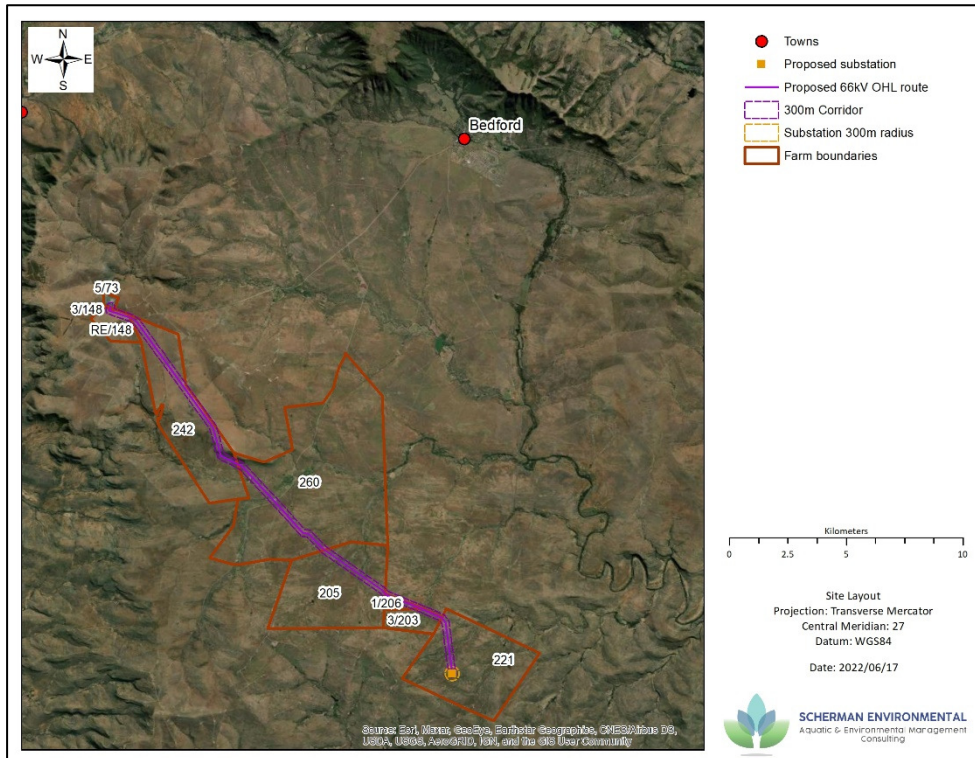 N
W E
S
Bedford
5/73
3/148
RE/148
242
260
205
1/206
3/203
221
Source: Esri, Maxar, GeoEye, Earthstar Geographics, CNES/Airbus DS,
USDA, USGS, AeroGRID, IGN, and the GIS User Community
Towns
Proposed substation
Proposed 66kV OHL route
300m Corridor
Substation 300m radius
Farm boundaries
Kilometers
0 2.5 5 10
Site Layout
Projection: Transverse Mercator
Central Meridian: 27
Datum: WGS84
Date: 2022/06/17
SCHERMAN ENVIRONMENTAL
Aquatic & Environmental Management
Consulting